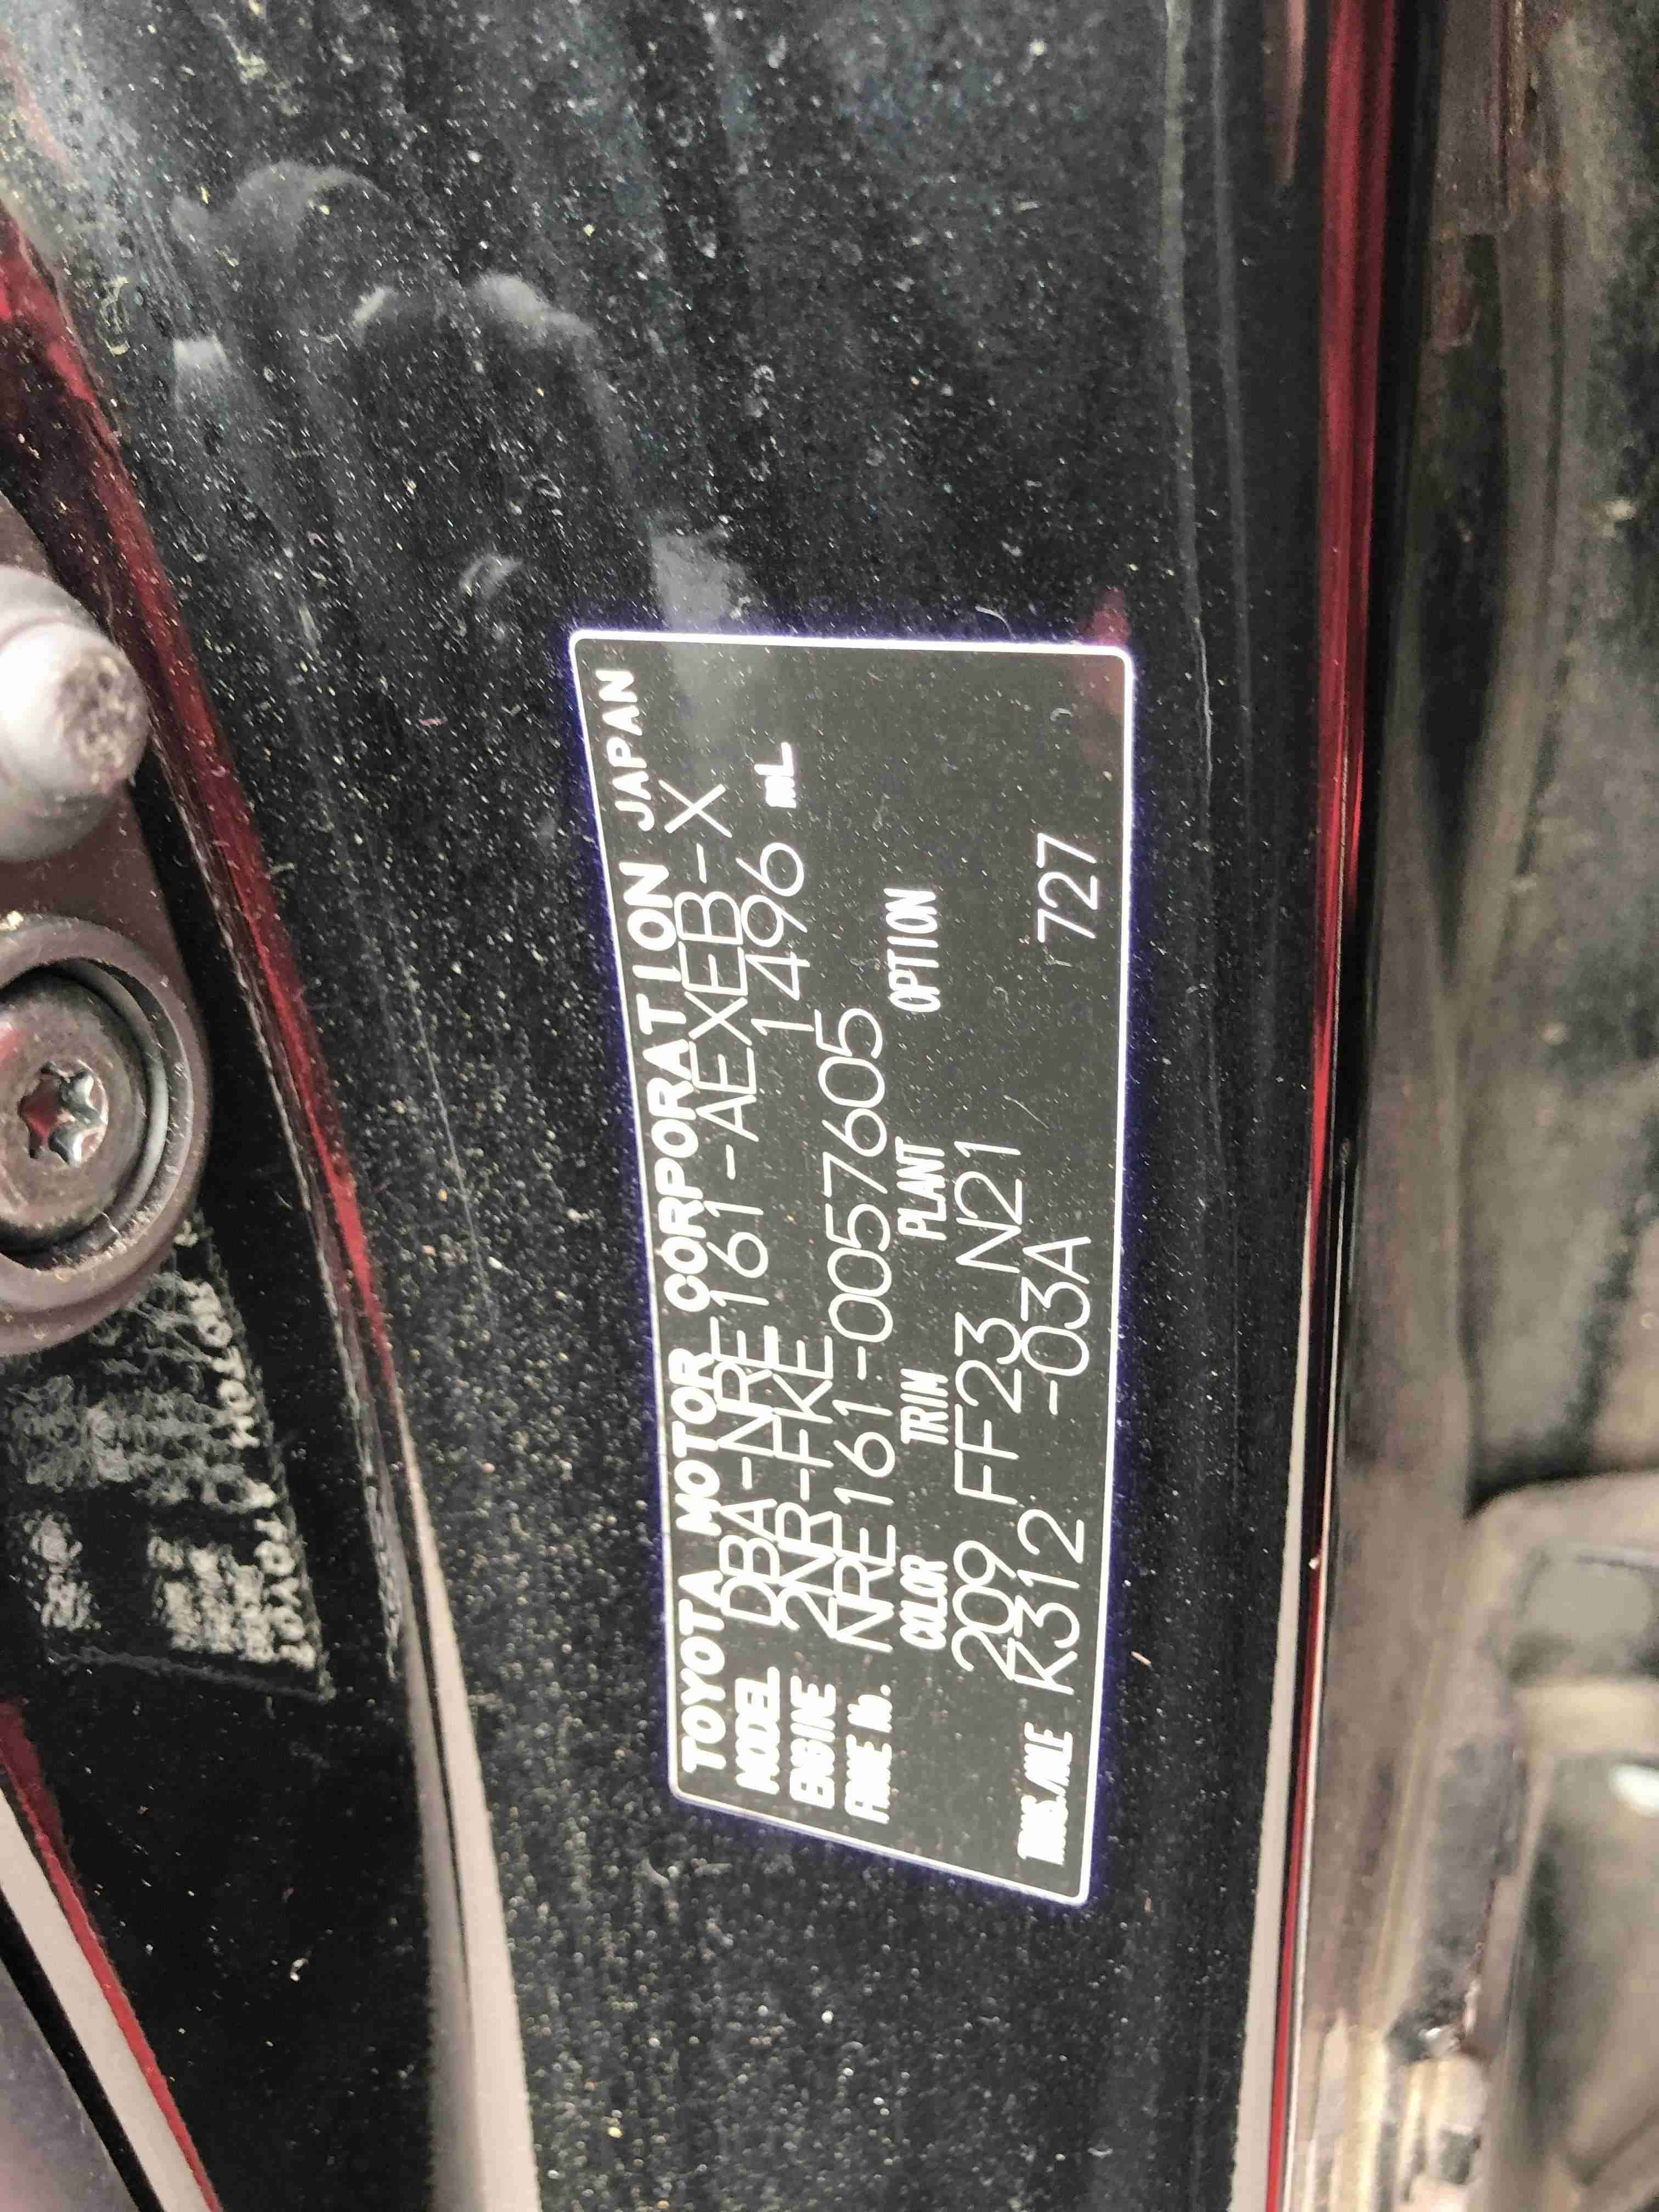 TOYOTA MOTOR CORPORATION JAPAN
MODEL DBA-NRE161-AEXEB-X
ENGINE 2NR-FKE 1496 mL
FRAME No. NRE161-0057605
COLOR TRIM PLANT OPTION
209 FF23 N21
TRANS./AXLE K312 -03A 727